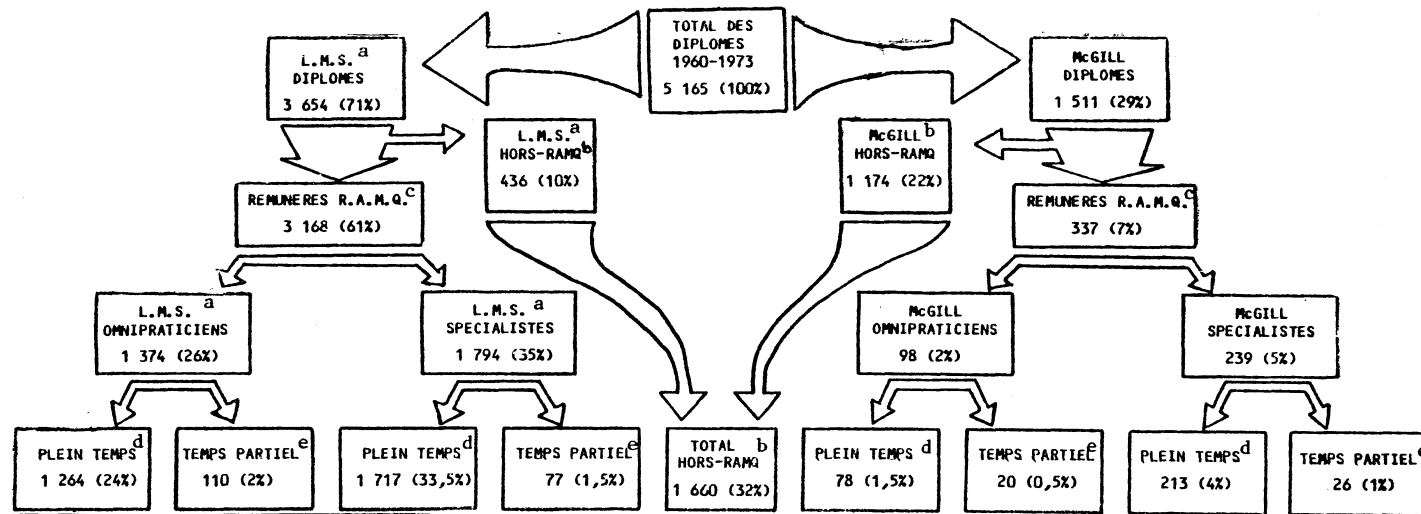 TOTAL DES
DIPLOMES
1960-1973
5 165 (100%)
L.M.S. a
DIPLOMES
3 654 (71%)
McGILL
DIPLOMES
1 511 (29%)
L.M.S. a
HORS-RAMQ b
436 (10%)
McGILL b
HORS-RAMQ
1 174 (22%)
REMUNERES R.A.M.Q. c
3 168 (61%)
REMUNERES R.A.M.Q. c
337 (7%)
L.M.S. a
OMNIPRATICIENS
1 374 (26%)
L.M.S. a
SPECIALISTES
1 794 (35%)
McGILL
OMNIPRATICIENS
98 (2%)
McGILL
SPECIALISTES
239 (5%)
PLEIN TEMPS d
1 264 (24%)
TEMPS PARTIEL e
110 (2%)
PLEIN TEMPS d
1 717 (33,5%)
TEMPS PARTIEL e
77 (1,5%)
TOTAL b
HORS-RAMQ
1 660 (32%)
PLEIN TEMPS d
78 (1,5%)
TEMPS PARTIEL e
20 (0,5%)
PLEIN TEMPS d
213 (4%)
TEMPS PARTIEL e
26 (1%)